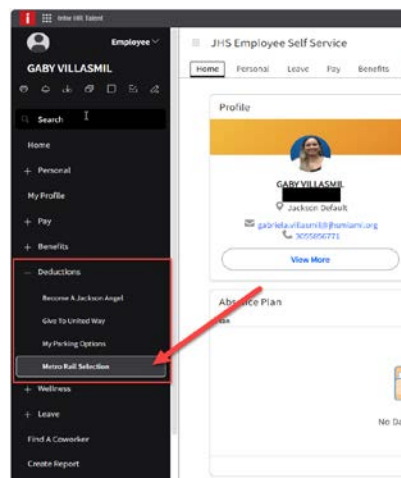 Infor HR Talent
Employee
GABY VILLASMIL
Search
Home
+ Personal
My Profile
+ Pay
+ Benefits
− Deductions
Become A Jackson Angel
Give To United Way
My Parking Options
Metro Rail Selection
+ Wellness
+ Leave
Find A Coworker
Create Report
JHS Employee Self Service
Home Personal Leave Pay Benefits
Profile
GABY VILLASMIL
Jackson Default
gabriela.villasmil@jhsmiami.org
3055856771
View More
Absence Plan
No Da